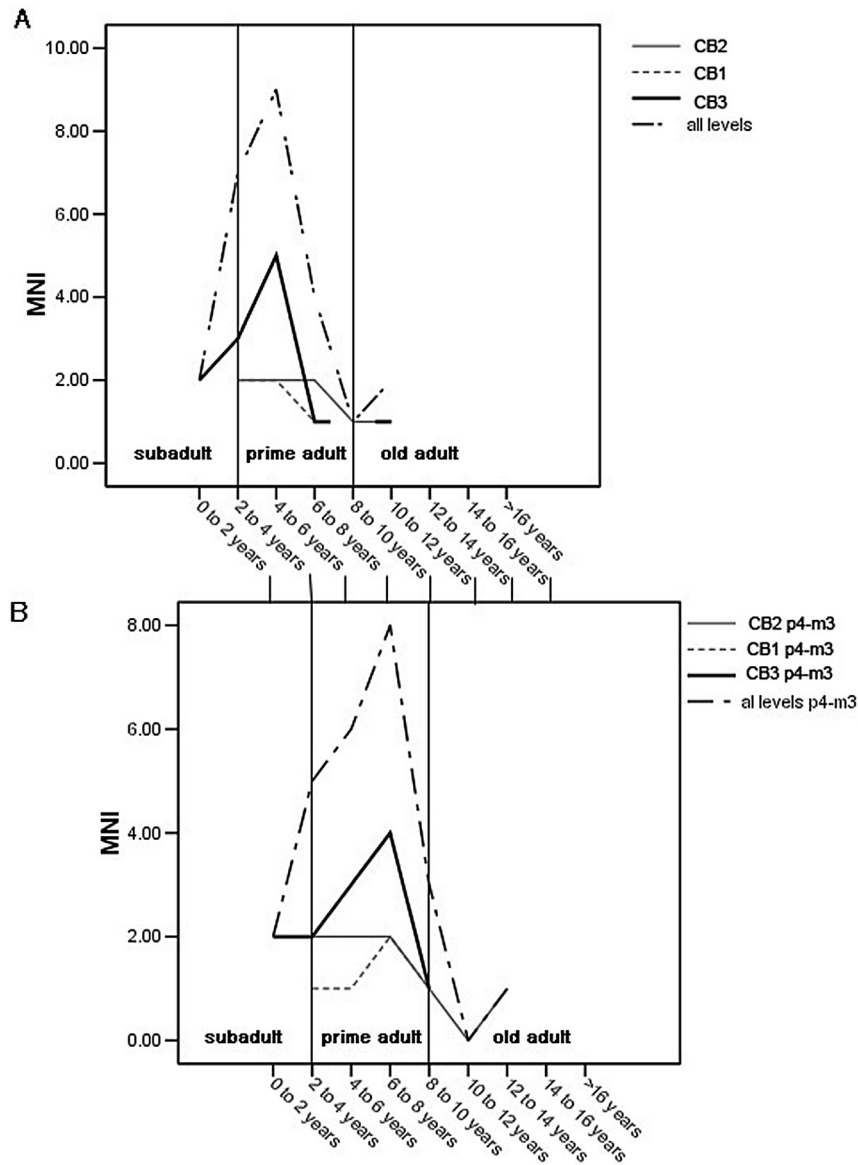 A
10.00
8.00
6.00
4.00
2.00
0.00
MNI
CB2
CB1
CB3
all levels
subadult
prime adult
old adult
0 to 2 years
2 to 4 years
4 to 6 years
6 to 8 years
8 to 10 years
10 to 12 years
12 to 14 years
14 to 16 years
>16 years
B
8.00
6.00
4.00
2.00
0.00
MNI
CB2 p4-m3
CB1 p4-m3
CB3 p4-m3
al levels p4-m3
subadult
prime adult
old adult
0 to 2 years
2 to 4 years
4 to 6 years
6 to 8 years
8 to 10 years
10 to 12 years
12 to 14 years
14 to 16 years
>16 years